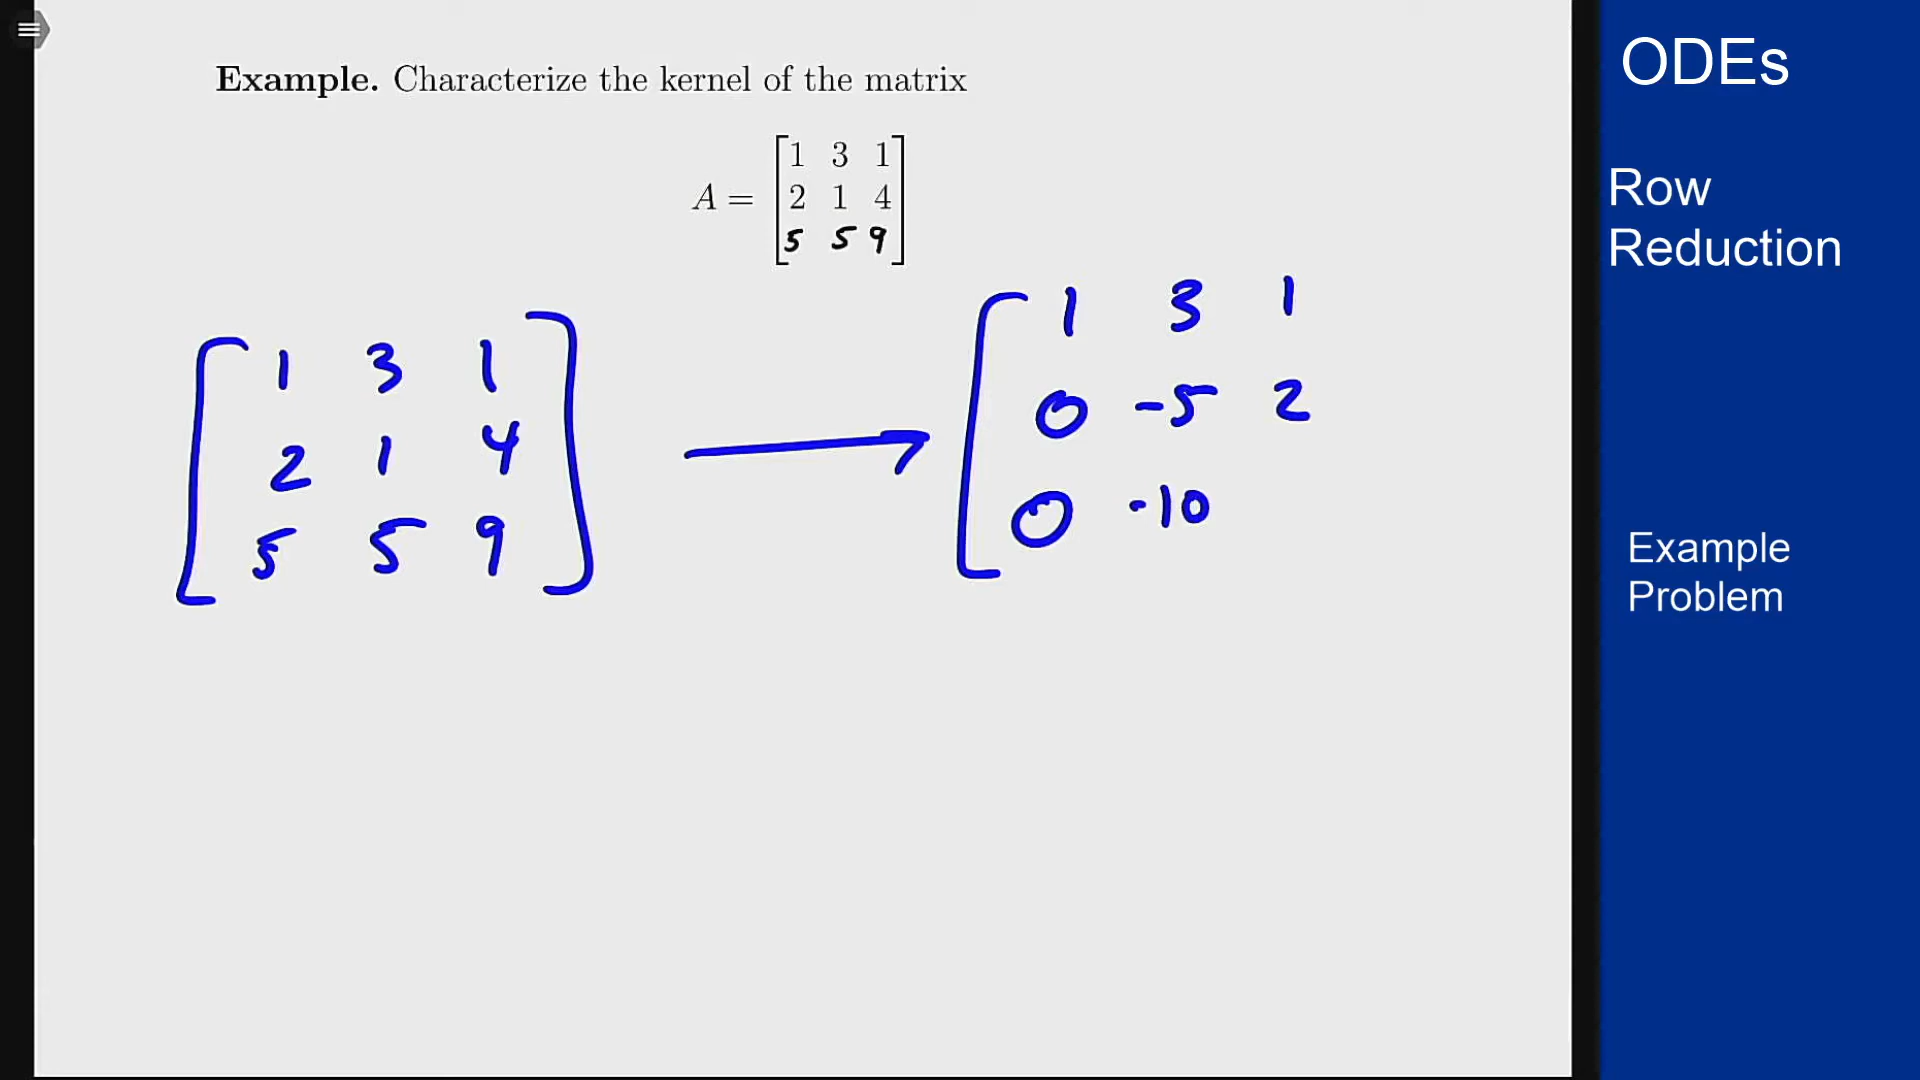 Example. Characterize the kernel of the matrix
1 3 1
A = 2 1 4
5 5 9
1 3 1
2 1 4
5 5 9
1 3 1
0 -5 2
0 -10
ODEs
Row
Reduction
Example
Problem